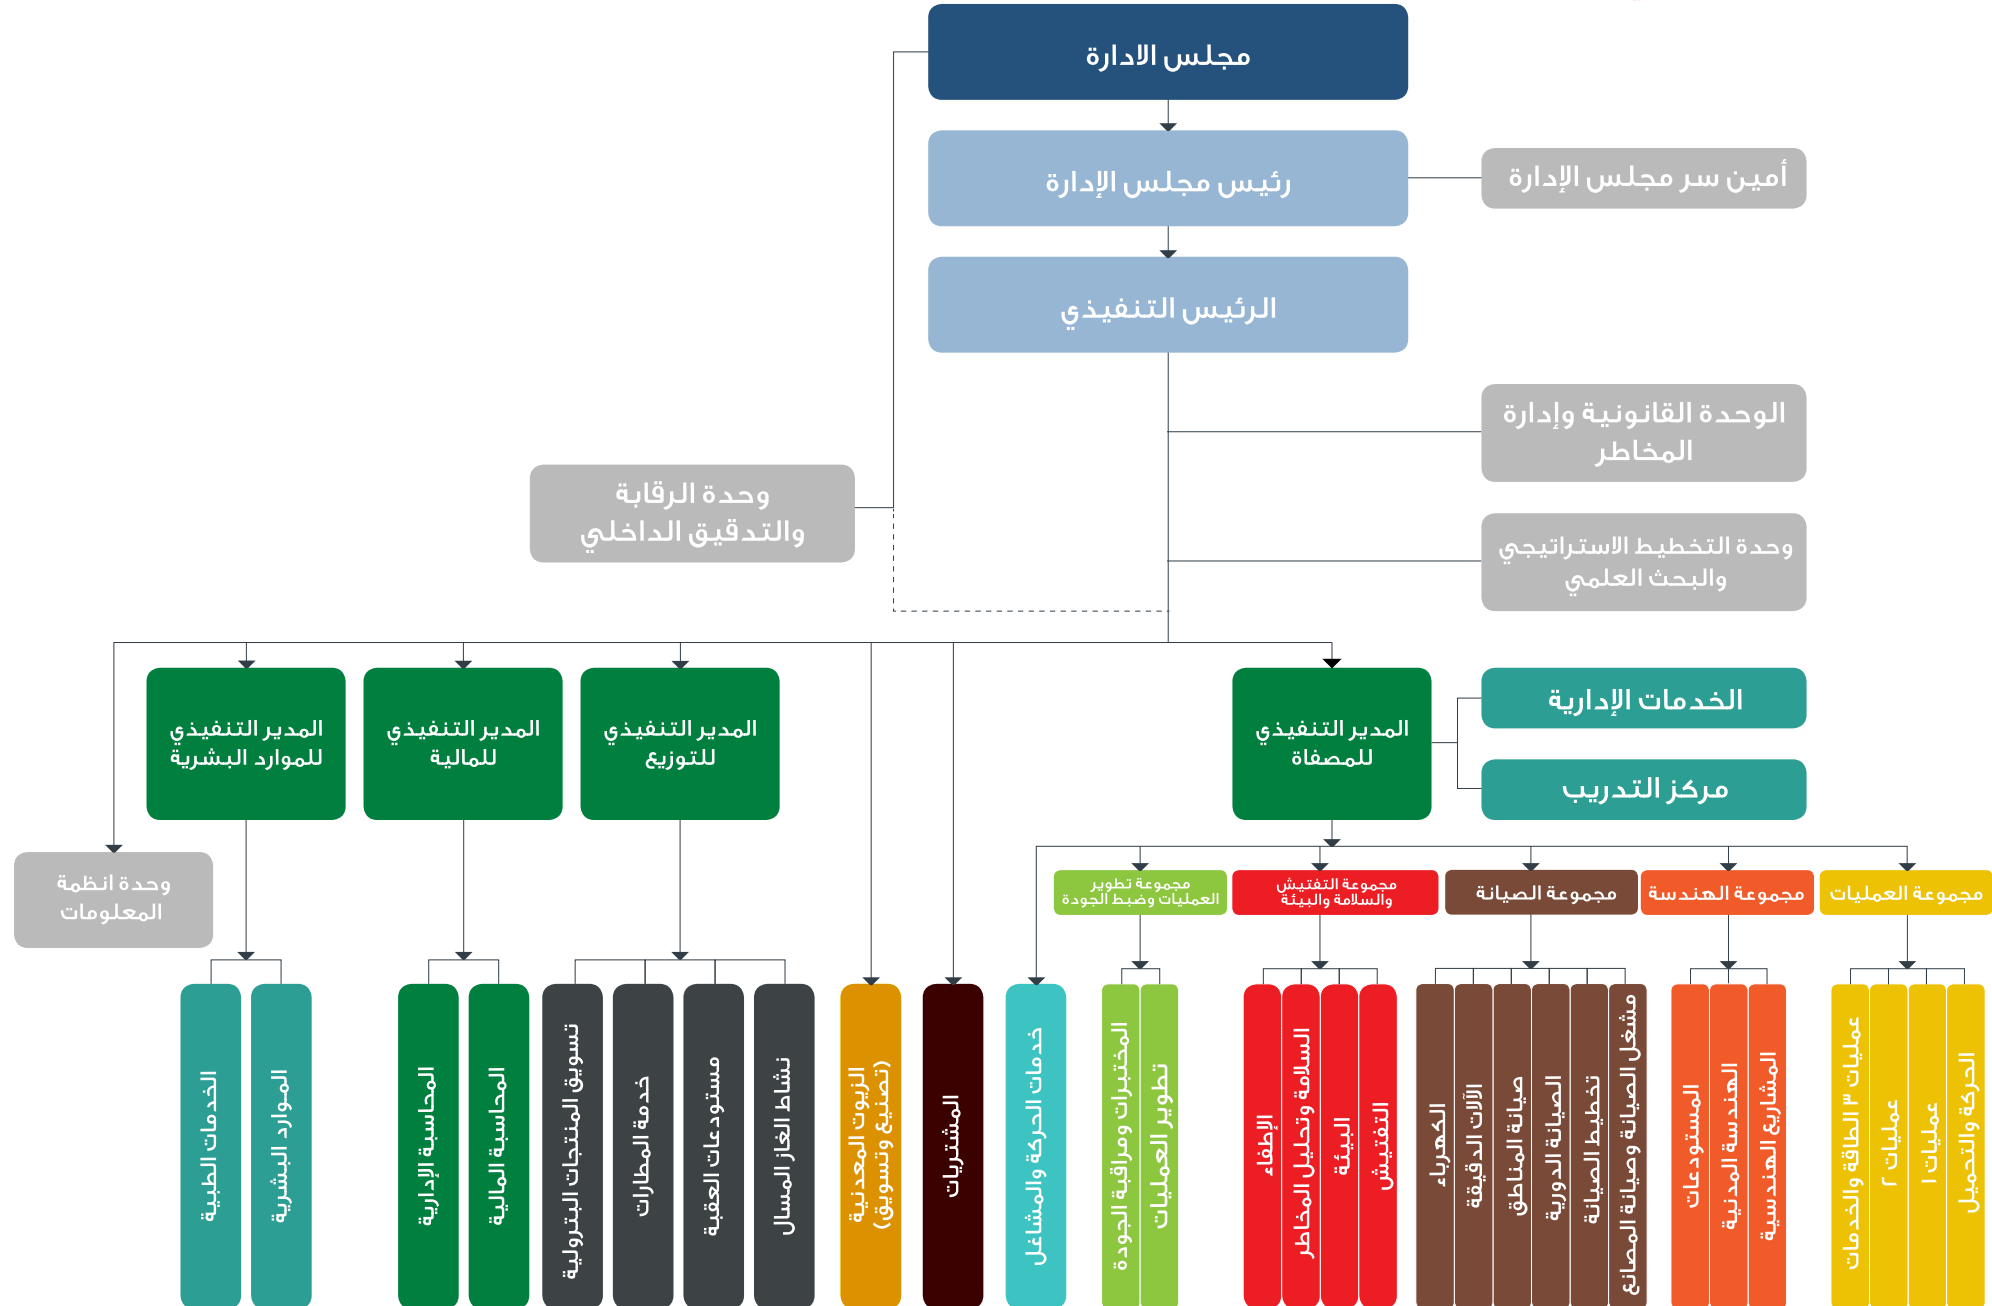 مجلس الادارة
رئيس مجلس الإدارة
أمين سر مجلس الإدارة
الرئيس التنفيذي
الوحدة القانونية وإدارة
المخاطر
وحدة الرقابة
والتدقيق الداخلي
وحدة التخطيط الاستراتيجي
والبحث العلمي
الخدمات الإدارية
مركز التدريب
المدير التنفيذي
للمصفاة
المدير التنفيذي
للتوزيع
المدير التنفيذي
للمالية
المدير التنفيذي
للموارد البشرية
وحدة انظمة
المعلومات
مجموعة العمليات
مجموعة الهندسة
مجموعة الصيانة
مجموعة التفتيش
والسلامة والبيئة
مجموعة تطوير
العمليات وضبط الجودة
الحركة والتحميل
عمليات ١
عمليات ٢
عمليات ٣ الطاقة والخدمات
المشاريع الهندسية
الهندسة المدنية
المستودعات
مشغل الصيانة وصيانة المصانع
تخطيط الصيانة
الصيانة الدورية
صيانة المناطق
الآلات الدقيقة
الكهرباء
التفتيش
البيئة
السلامة وتحليل المخاطر
الإطفاء
تطوير العمليات
المختبرات ومراقبة الجودة
خدمات الحركة والمشاغل
المشتريات
الزيوت المعدنية
(تصنيع وتسويق)
نشاط الغاز المسال
مستودعات العقبة
خدمة المطارات
تسويق المنتجات البترولية
المحاسبة المالية
المحاسبة الإدارية
الموارد البشرية
الخدمات الطبية